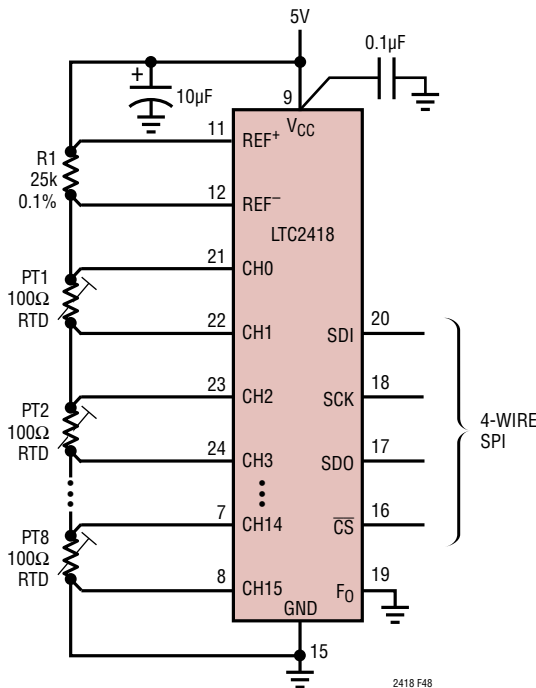 5V
0.1µF
+
10µF
9
VCC
11
REF+
R1
25k
0.1%
12
REF−
LTC2418
21
CH0
PT1
100Ω
RTD
22
CH1
20
SDI
23
CH2
18
SCK
PT2
100Ω
RTD
24
CH3
17
SDO
4-WIRE
SPI
7
CH14
16
CS
PT8
100Ω
RTD
8
CH15
19
FO
GND
15
2418 F48